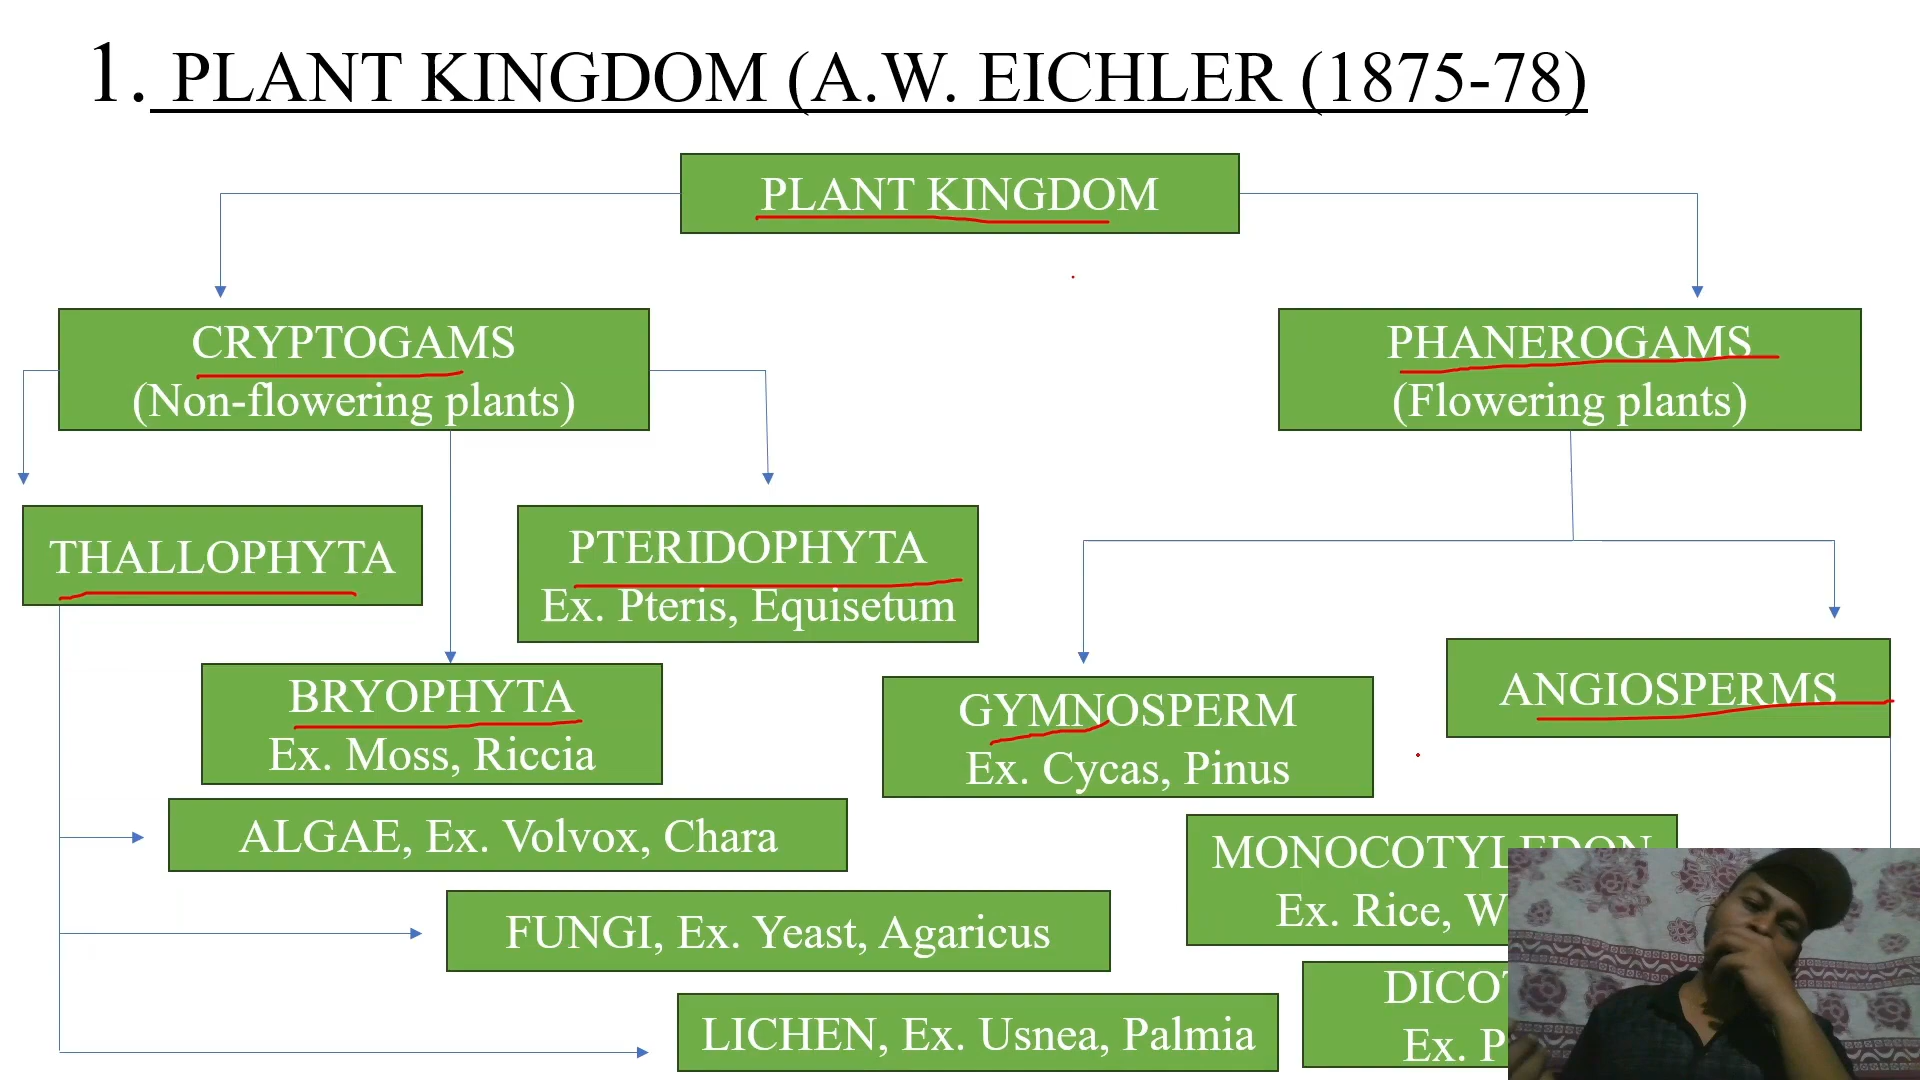 1. PLANT KINGDOM (A.W. EICHLER (1875-78)
PLANT KINGDOM
CRYPTOGAMS
(Non-flowering plants)
PHANEROGAMS
(Flowering plants)
THALLOPHYTA
PTERIDOPHYTA
Ex. Pteris, Equisetum
BRYOPHYTA
Ex. Moss, Riccia
GYMNOSPERM
Ex. Cycas, Pinus
ANGIOSPERMS
ALGAE, Ex. Volvox, Chara
MONOCOTYLEDON
Ex. Rice,
FUNGI, Ex. Yeast, Agaricus
LICHEN, Ex. Usnea, Palmia
Ex.